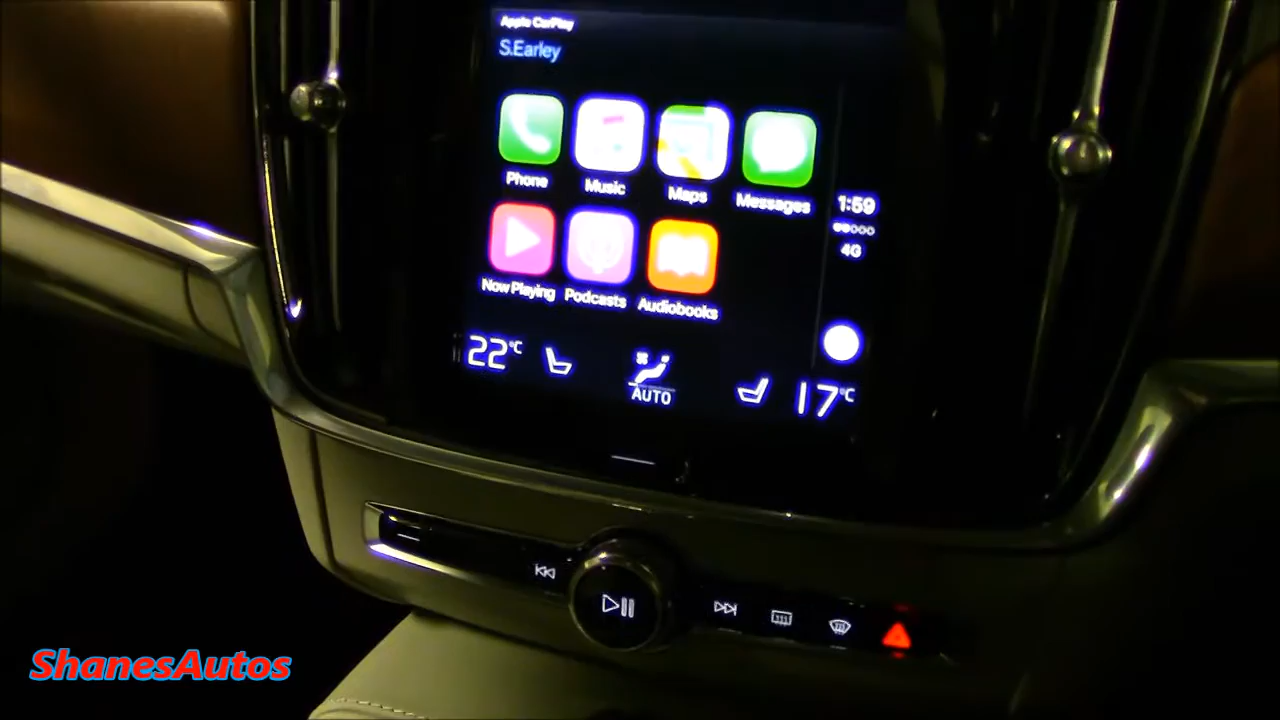 Apple CarPlay
S.Earley
Phone
Music
Maps
Messages
1:59
4G
Now Playing
Podcasts
Audiobooks
22°C
AUTO
17°C
ShanesAutos